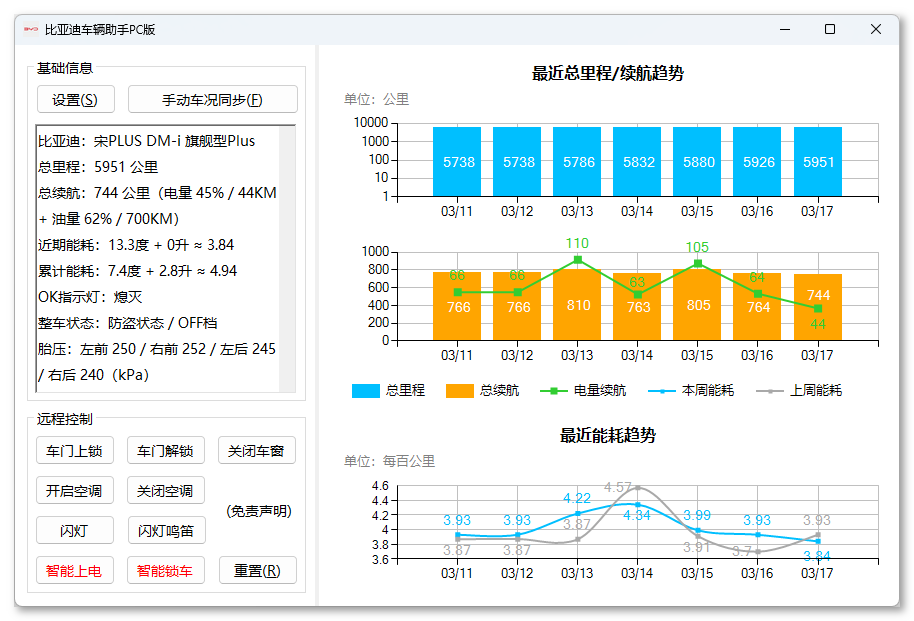 BYD 比亚迪车辆助手PC版
基础信息
设置(S)
手动车况同步(F)
比亚迪：宋PLUS DM-i 旗舰型Plus
总里程：5951 公里
总续航：744 公里（电量 45% / 44KM
+ 油量 62% / 700KM）
近期能耗：13.3度 + 0升 ≈ 3.84
累计能耗：7.4度 + 2.8升 ≈ 4.94
OK指示灯：熄灭
整车状态：防盗状态 / OFF档
胎压：左前 250 / 右前 252 / 左后 245
/ 右后 240（kPa）
远程控制
车门上锁 车门解锁 关闭车窗
开启空调 关闭空调
(免责声明)
闪灯 闪灯鸣笛
智能上电 智能锁车 重置(R)
最近总里程/续航趋势
单位：公里
10000
1000
100
10
1
5738 5738 5786 5832 5880 5926 5951
03/11 03/12 03/13 03/14 03/15 03/16 03/17
1000
800
600
400
200
0
66 66 110 63 105 64 44
766 766 810 763 805 764 744
03/11 03/12 03/13 03/14 03/15 03/16 03/17
总里程 总续航 电量续航 本周能耗 上周能耗
最近能耗趋势
单位：每百公里
4.6
4.4
4.2
4
3.8
3.6
3.93 3.93 4.22 4.34 3.99 3.93 3.84
3.87 3.87 3.87 4.57 3.91 3.7 3.93
03/11 03/12 03/13 03/14 03/15 03/16 03/17